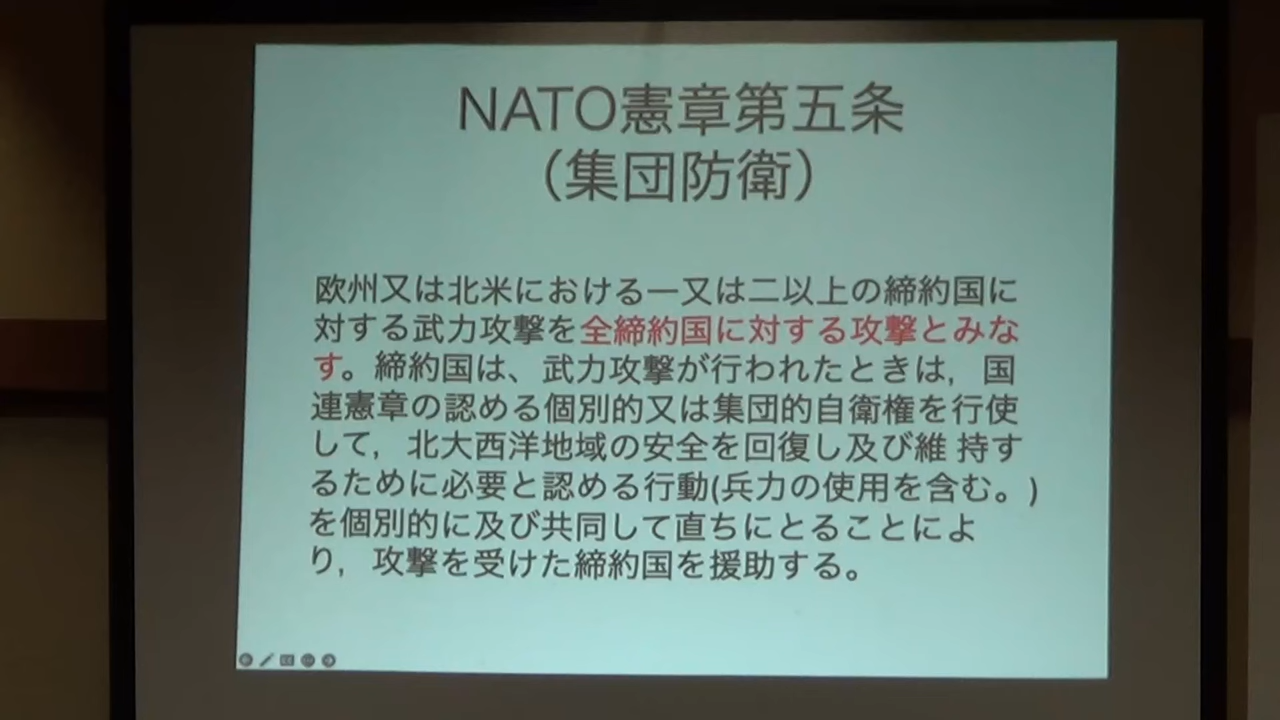 NATO憲章第五条
（集団防衛）
欧州又は北米における一又は二以上の締約国に
対する武力攻撃を全締約国に対する攻撃とみな
す。締約国は、武力攻撃が行われたときは，国
連憲章の認める個別的又は集団的自衛権を行使
して，北大西洋地域の安全を回復し及び維 持す
るために必要と認める行動(兵力の使用を含む。)
を個別的に及び共同して直ちにとることによ
り，攻撃を受けた締約国を援助する。